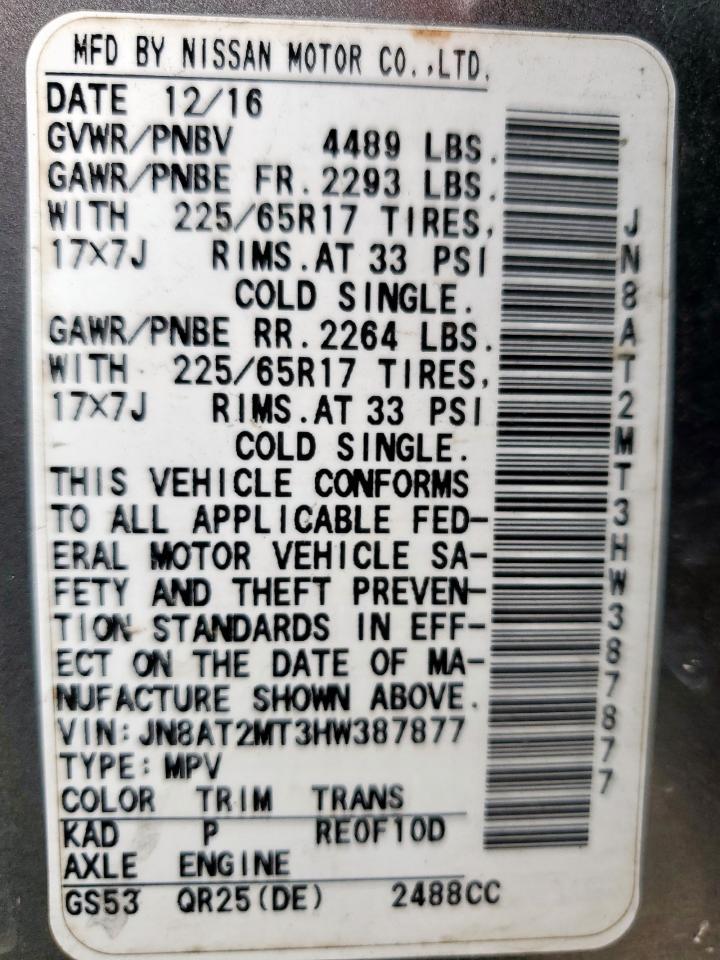 MFD BY NISSAN MOTOR CO.,LTD.
DATE 12/16
GVWR/PNBV 4489 LBS.
GAWR/PNBE FR.2293 LBS.
WITH 225/65R17 TIRES,
17X7J RIMS.AT 33 PSI
COLD SINGLE.
GAWR/PNBE RR.2264 LBS.
WITH 225/65R17 TIRES,
17X7J RIMS.AT 33 PSI
COLD SINGLE.
THIS VEHICLE CONFORMS
TO ALL APPLICABLE FED-
ERAL MOTOR VEHICLE SA-
FETY AND THEFT PREVEN-
TION STANDARDS IN EFF-
ECT ON THE DATE OF MA-
NUFACTURE SHOWN ABOVE.
VIN:JN8AT2MT3HW387877
TYPE:MPV
COLOR TRIM TRANS
KAD P RE0F10D
AXLE ENGINE
GS53 QR25(DE) 2488CC
JN8AT2MT3HW387877